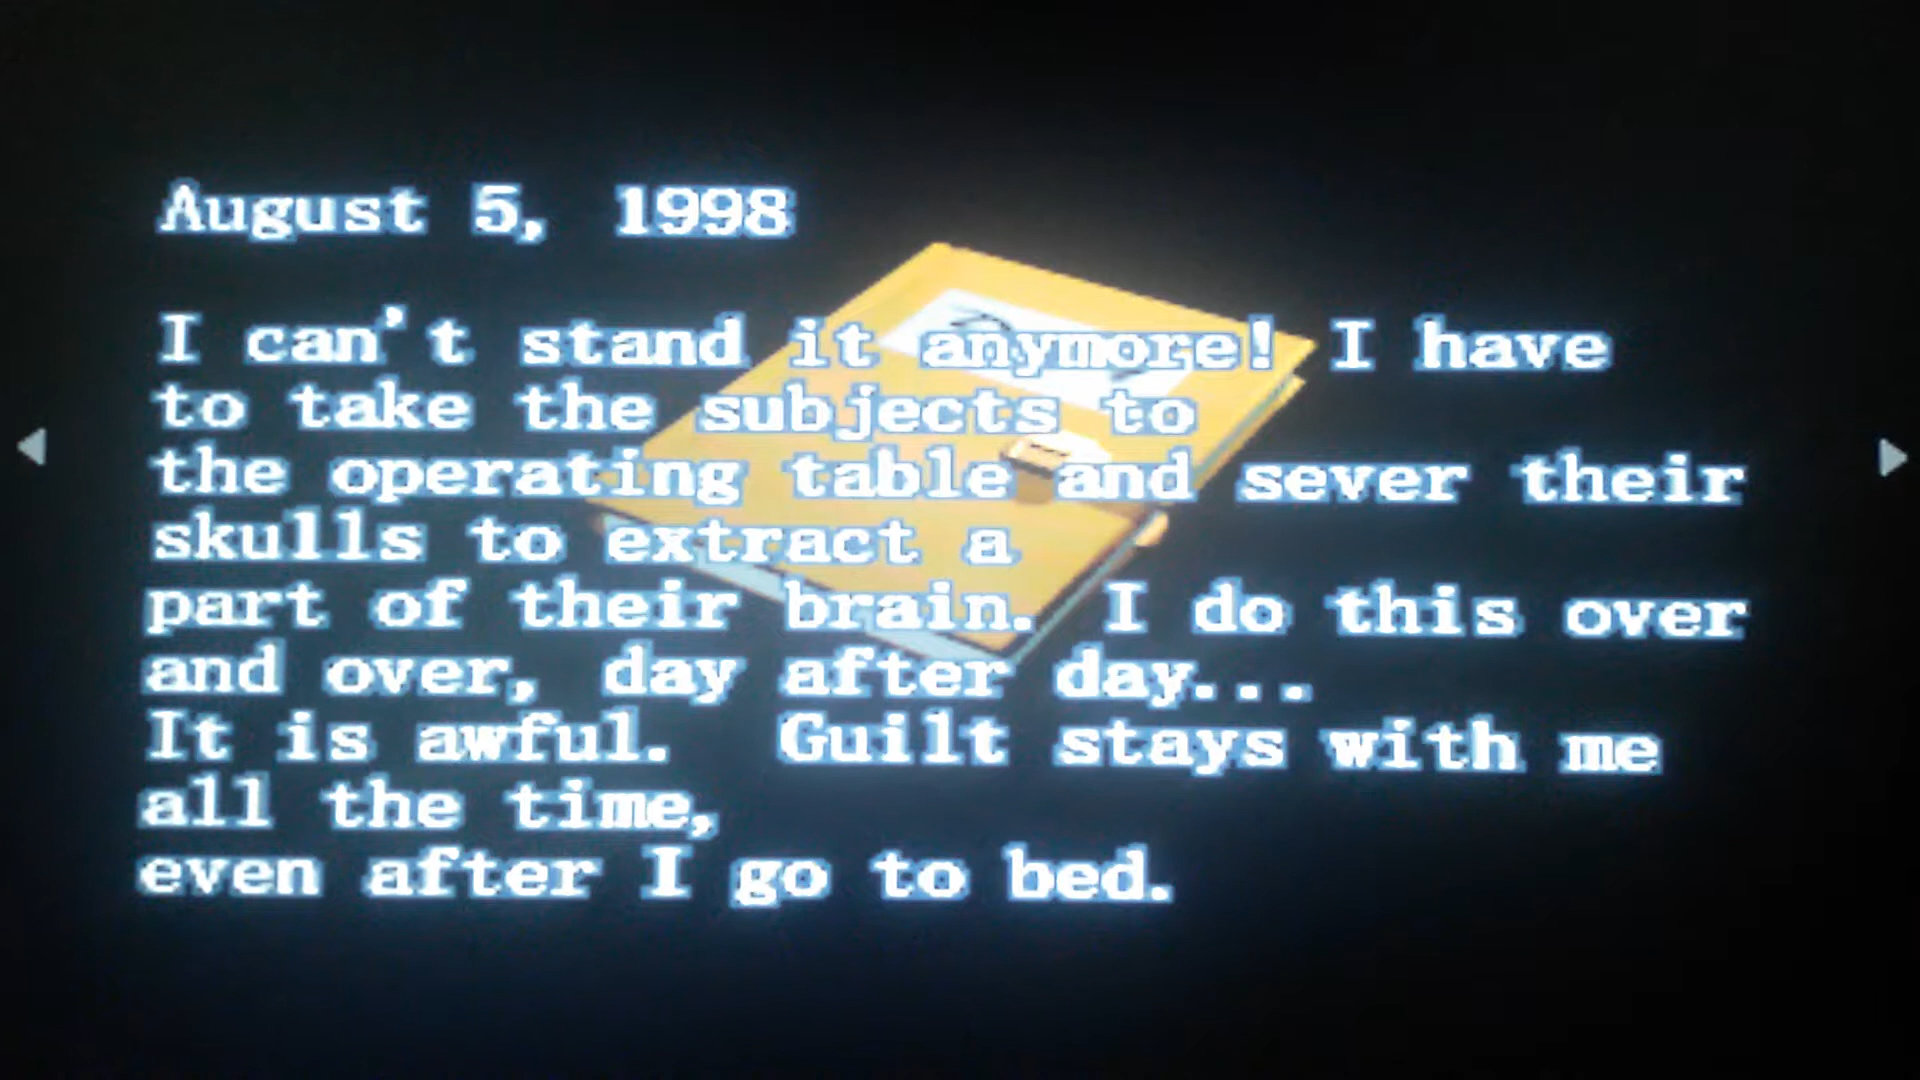 August 5, 1998
I can't stand it anymore! I have
to take the subjects to
the operating table and sever their
skulls to extract a
part of their brain. I do this over
and over, day after day...
It is awful. Guilt stays with me
all the time,
even after I go to bed.